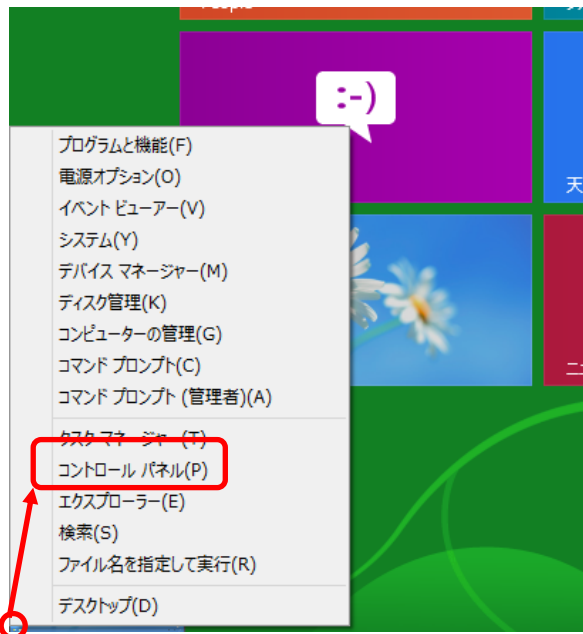 People
:-)
天
プログラムと機能(F)
電源オプション(O)
イベント ビューアー(V)
システム(Y)
デバイス マネージャー(M)
ディスク管理(K)
コンピューターの管理(G)
コマンド プロンプト(C)
コマンド プロンプト (管理者)(A)
タスク マネージャー(T)
コントロール パネル(P)
エクスプローラー(E)
検索(S)
ファイル名を指定して実行(R)
デスクトップ(D)